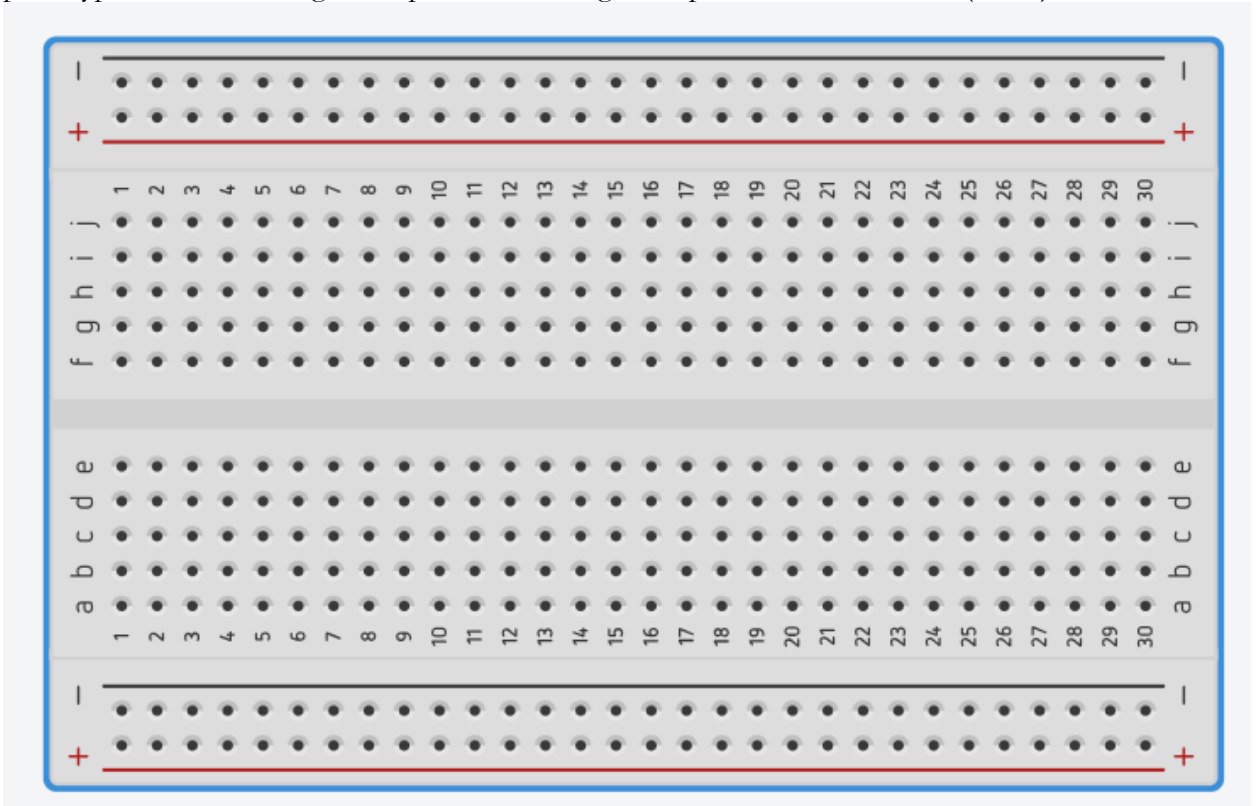 − −
+ +
1 2 3 4 5 6 7 8 9 10 11 12 13 14 15 16 17 18 19 20 21 22 23 24 25 26 27 28 29 30
j j
i i
h h
g g
f f
e e
d d
c c
b b
a a
1 2 3 4 5 6 7 8 9 10 11 12 13 14 15 16 17 18 19 20 21 22 23 24 25 26 27 28 29 30
− −
+ +